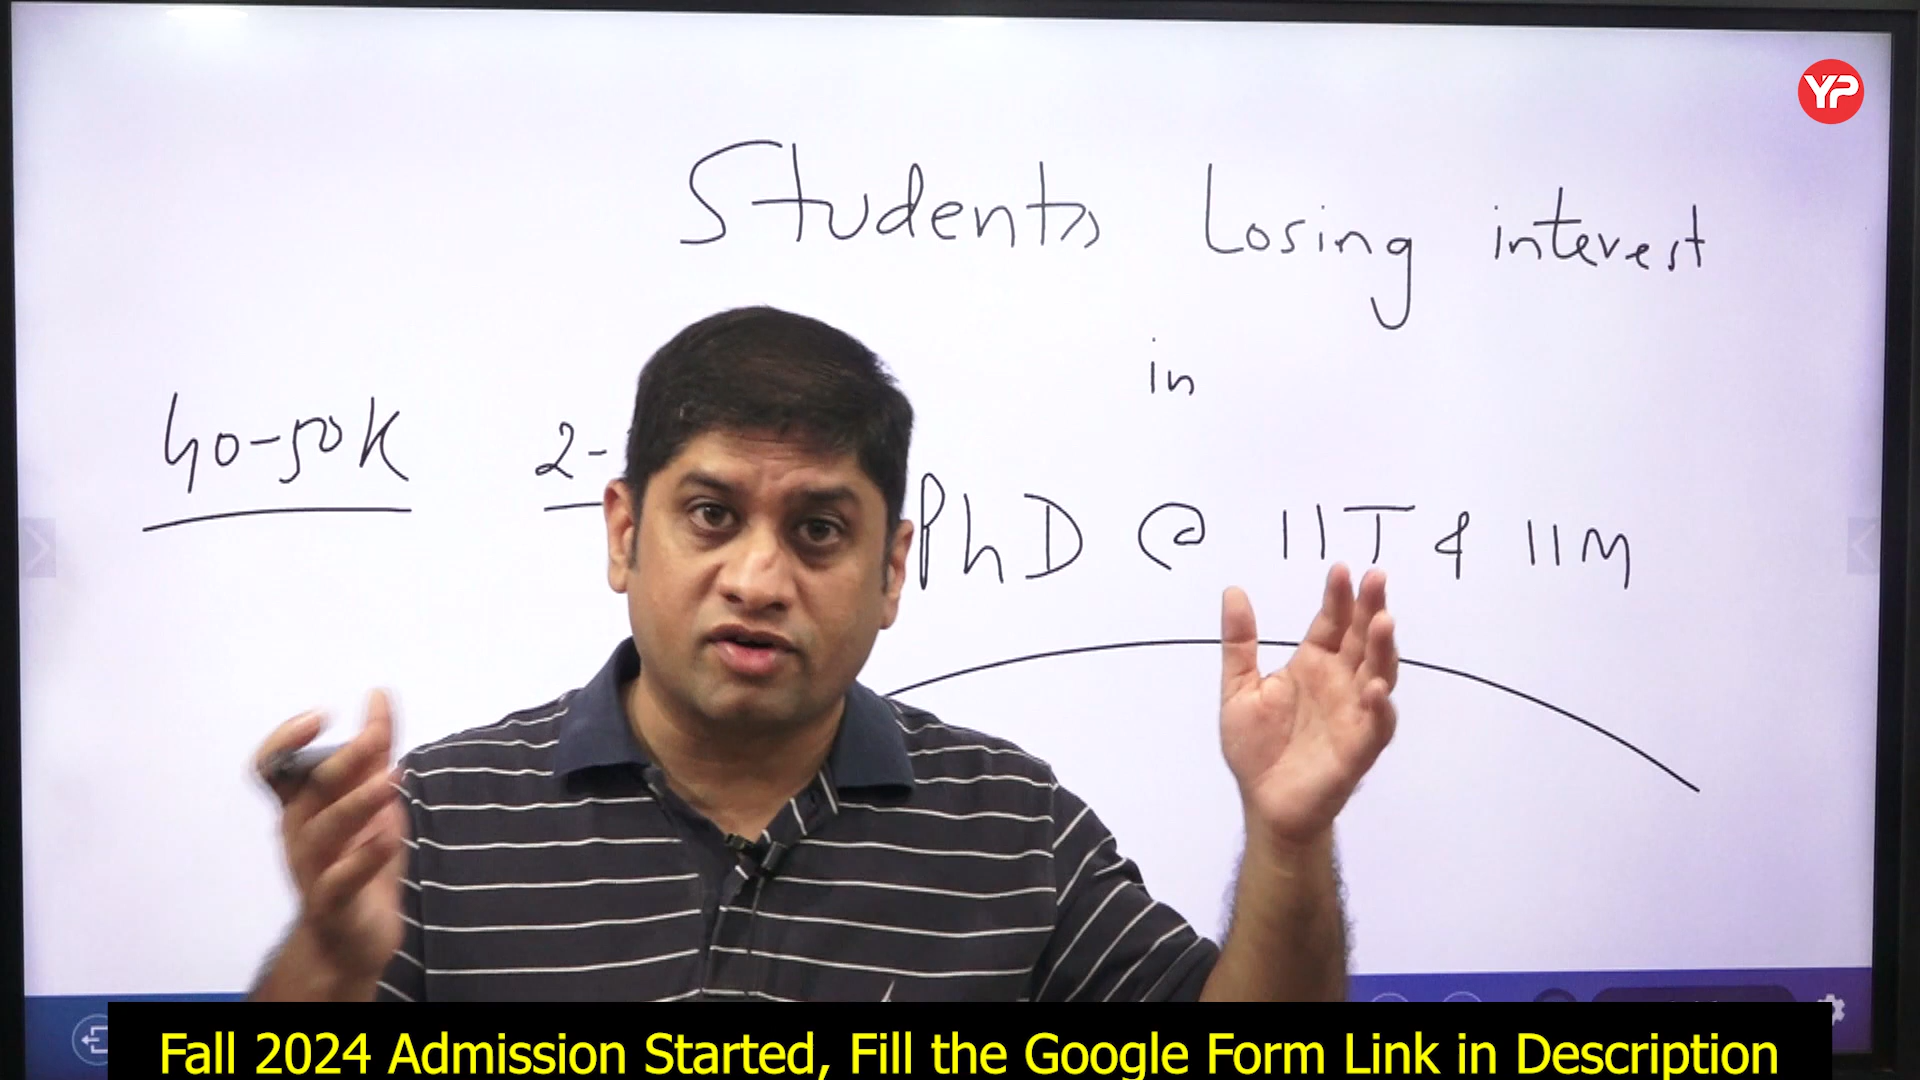 YP
Students Losing interest
in
40-50K 2-
PhD @ IIT & IIM
Fall 2024 Admission Started, Fill the Google Form Link in Description